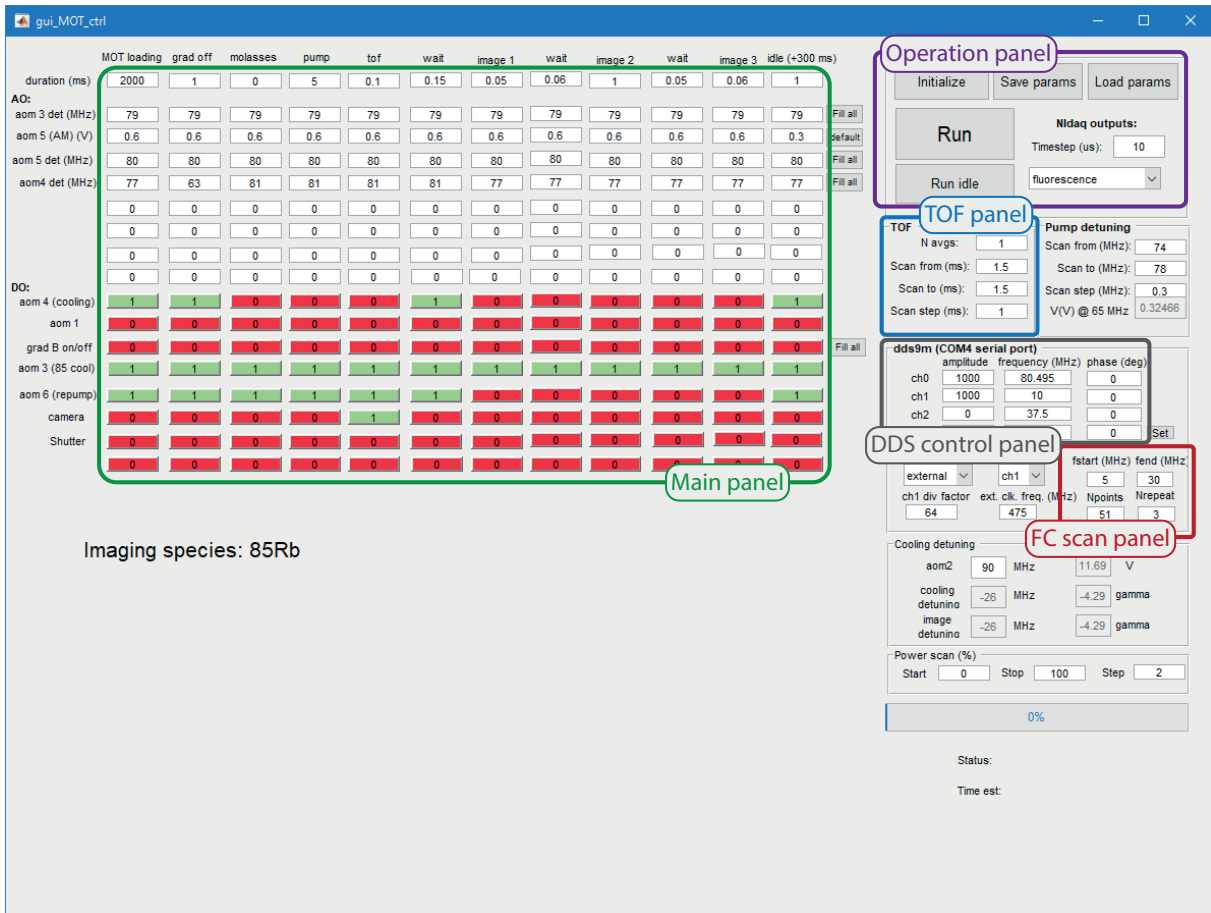 gui_MOT_ctrl
MOT loading grad off molasses pump tof wait image 1 wait image 2 wait image 3 idle (+300 ms)
duration (ms) 2000 1 0 5 0.1 0.15 0.05 0.06 1 0.05 0.06 1
AO:
aom 3 det (MHz) 79 79 79 79 79 79 79 79 79 79 79 79 Fill all
aom 5 (AM) (V) 0.6 0.6 0.6 0.6 0.6 0.6 0.6 0.6 0.6 0.6 0.6 0.3 default
aom 5 det (MHz) 80 80 80 80 80 80 80 80 80 80 80 80 Fill all
aom4 det (MHz) 77 63 81 81 81 81 77 77 77 77 77 77 Fill all
0 0 0 0 0 0 0 0 0 0 0 0
0 0 0 0 0 0 0 0 0 0 0 0
0 0 0 0 0 0 0 0 0 0 0 0
0 0 0 0 0 0 0 0 0 0 0 0
DO:
aom 4 (cooling) 1 1 0 0 0 1 0 0 0 0 0 1
aom 1 0 0 0 0 0 0 0 0 0 0 0 0
grad B on/off 0 0 0 0 0 0 0 0 0 0 0 0 Fill all
aom 3 (85 cool) 1 1 1 1 1 1 1 1 1 1 1 1
aom 6 (repump) 1 1 1 1 1 1 0 0 0 0 0 1
camera 0 0 0 0 1 0 0 0 0 0 0 0
Shutter 0 0 0 0 0 0 0 0 0 0 0 0
0 0 0 0 0 0 0 0 0 0 0 0
Main panel
Imaging species: 85Rb
Operation panel
Initialize Save params Load params
Run
NIdaq outputs:
Timestep (us): 10
Run idle
fluorescence
TOF panel
TOF
N avgs: 1
Scan from (ms): 1.5
Scan to (ms): 1.5
Scan step (ms): 1
Pump detuning
Scan from (MHz): 74
Scan to (MHz): 78
Scan step (MHz): 0.3
V(V) @ 65 MHz 0.32466
dds9m (COM4 serial port)
amplitude frequency (MHz) phase (deg)
ch0 1000 80.495 0
ch1 1000 10 0
ch2 0 37.5 0
0 Set
DDS control panel
external ch1
ch1 div factor ext. clk. freq. (MHz)
64 475
fstart (MHz) fend (MHz)
5 30
Npoints Nrepeat
51 3
FC scan panel
Cooling detuning
aom2 90 MHz 11.69 V
cooling detuning -26 MHz -4.29 gamma
image detuning -26 MHz -4.29 gamma
Power scan (%)
Start 0 Stop 100 Step 2
0%
Status:
Time est: